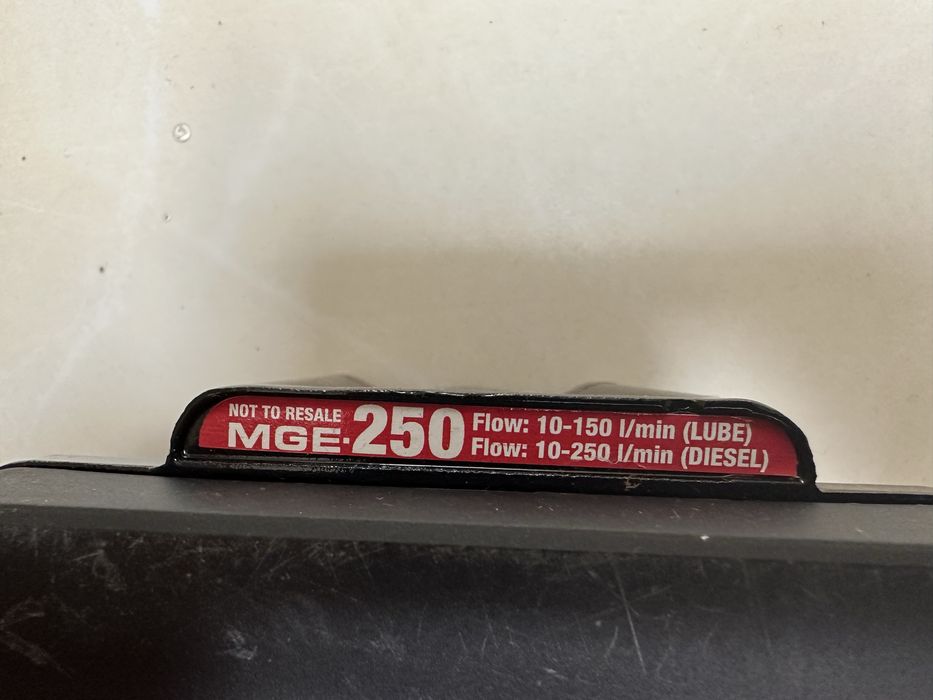 NOT TO RESALE
MGE-250
Flow: 10-150 l/min (LUBE)
Flow: 10-250 l/min (DIESEL)